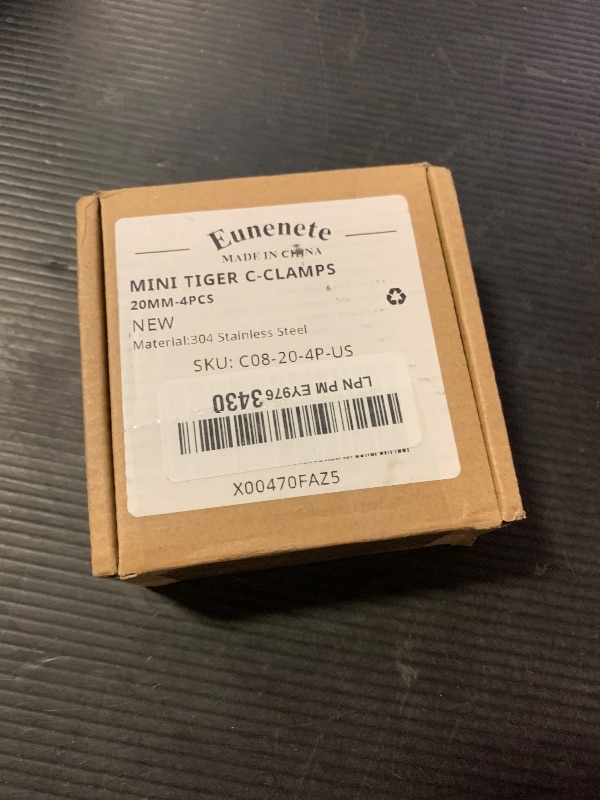 Eunenete
MADE IN CHINA
MINI TIGER C-CLAMPS
20MM-4PCS
NEW
Material:304 Stainless Steel
SKU: C08-20-4P-US
LPN PM EY9763430
X00470FAZ5